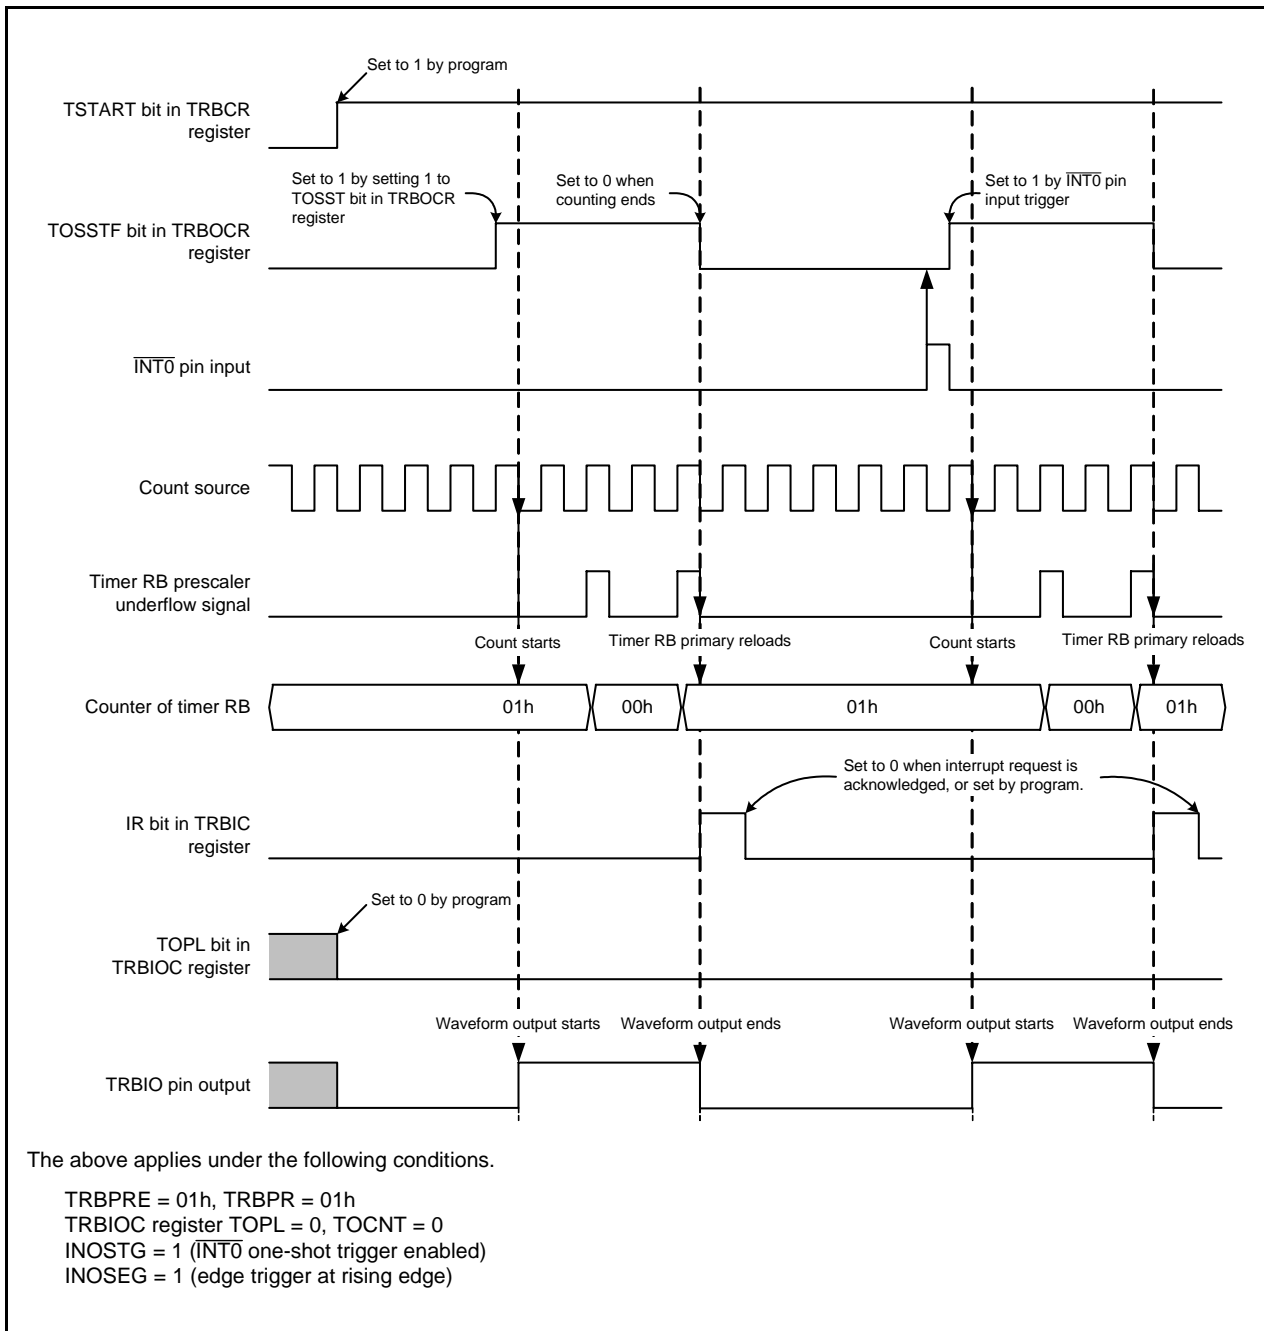 Set to 1 by program
TSTART bit in TRBCR
register
Set to 1 by setting 1 to
TOSST bit in TRBOCR
register
Set to 0 when
counting ends
Set to 1 by INT0 pin
input trigger
TOSSTF bit in TRBOCR
register
INT0 pin input
Count source
Timer RB prescaler
underflow signal
Count starts
Timer RB primary reloads
Count starts
Timer RB primary reloads
Counter of timer RB
01h
00h
01h
00h
01h
Set to 0 when interrupt request is
acknowledged, or set by program.
IR bit in TRBIC
register
Set to 0 by program
TOPL bit in
TRBIOC register
Waveform output starts
Waveform output ends
Waveform output starts
Waveform output ends
TRBIO pin output
The above applies under the following conditions.
TRBPRE = 01h, TRBPR = 01h
TRBIOC register TOPL = 0, TOCNT = 0
INOSTG = 1 (INT0 one-shot trigger enabled)
INOSEG = 1 (edge trigger at rising edge)